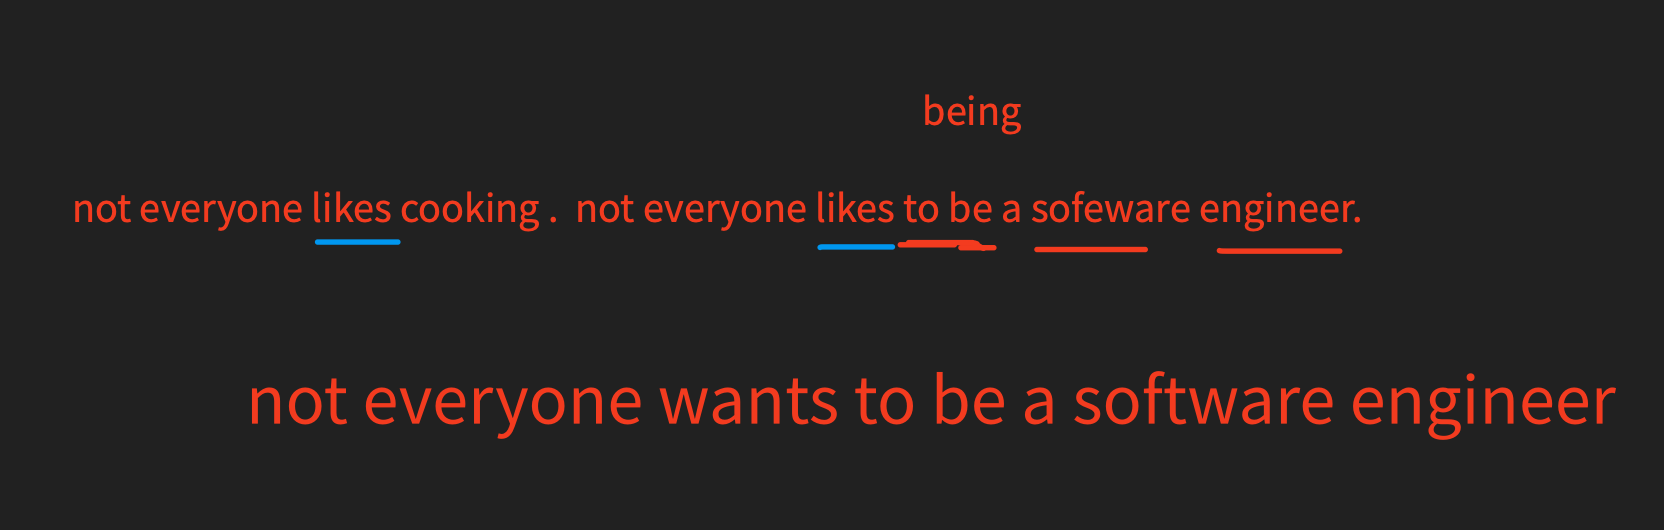 being
not everyone likes cooking . not everyone likes to be a sofeware engineer.
not everyone wants to be a software engineer